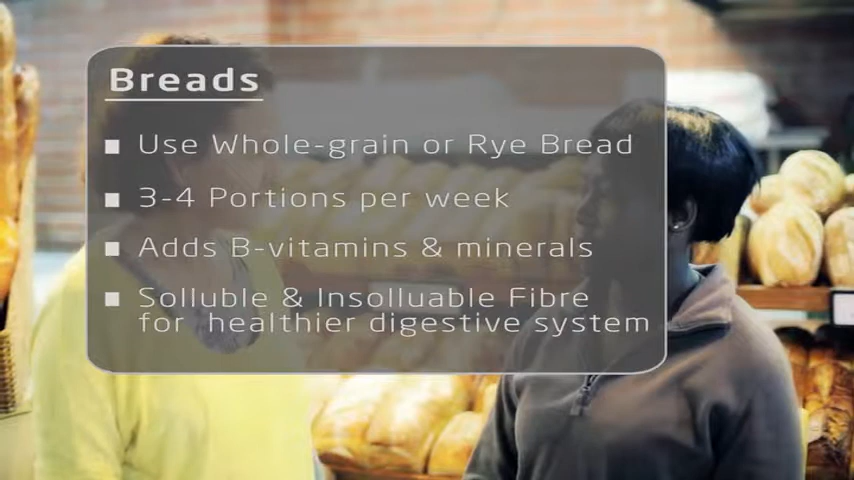 Breads
Use Whole-grain or Rye Bread
3-4 Portions per week
Adds B-vitamins & minerals
Solluble & Insolluable Fibre
for healthier digestive system